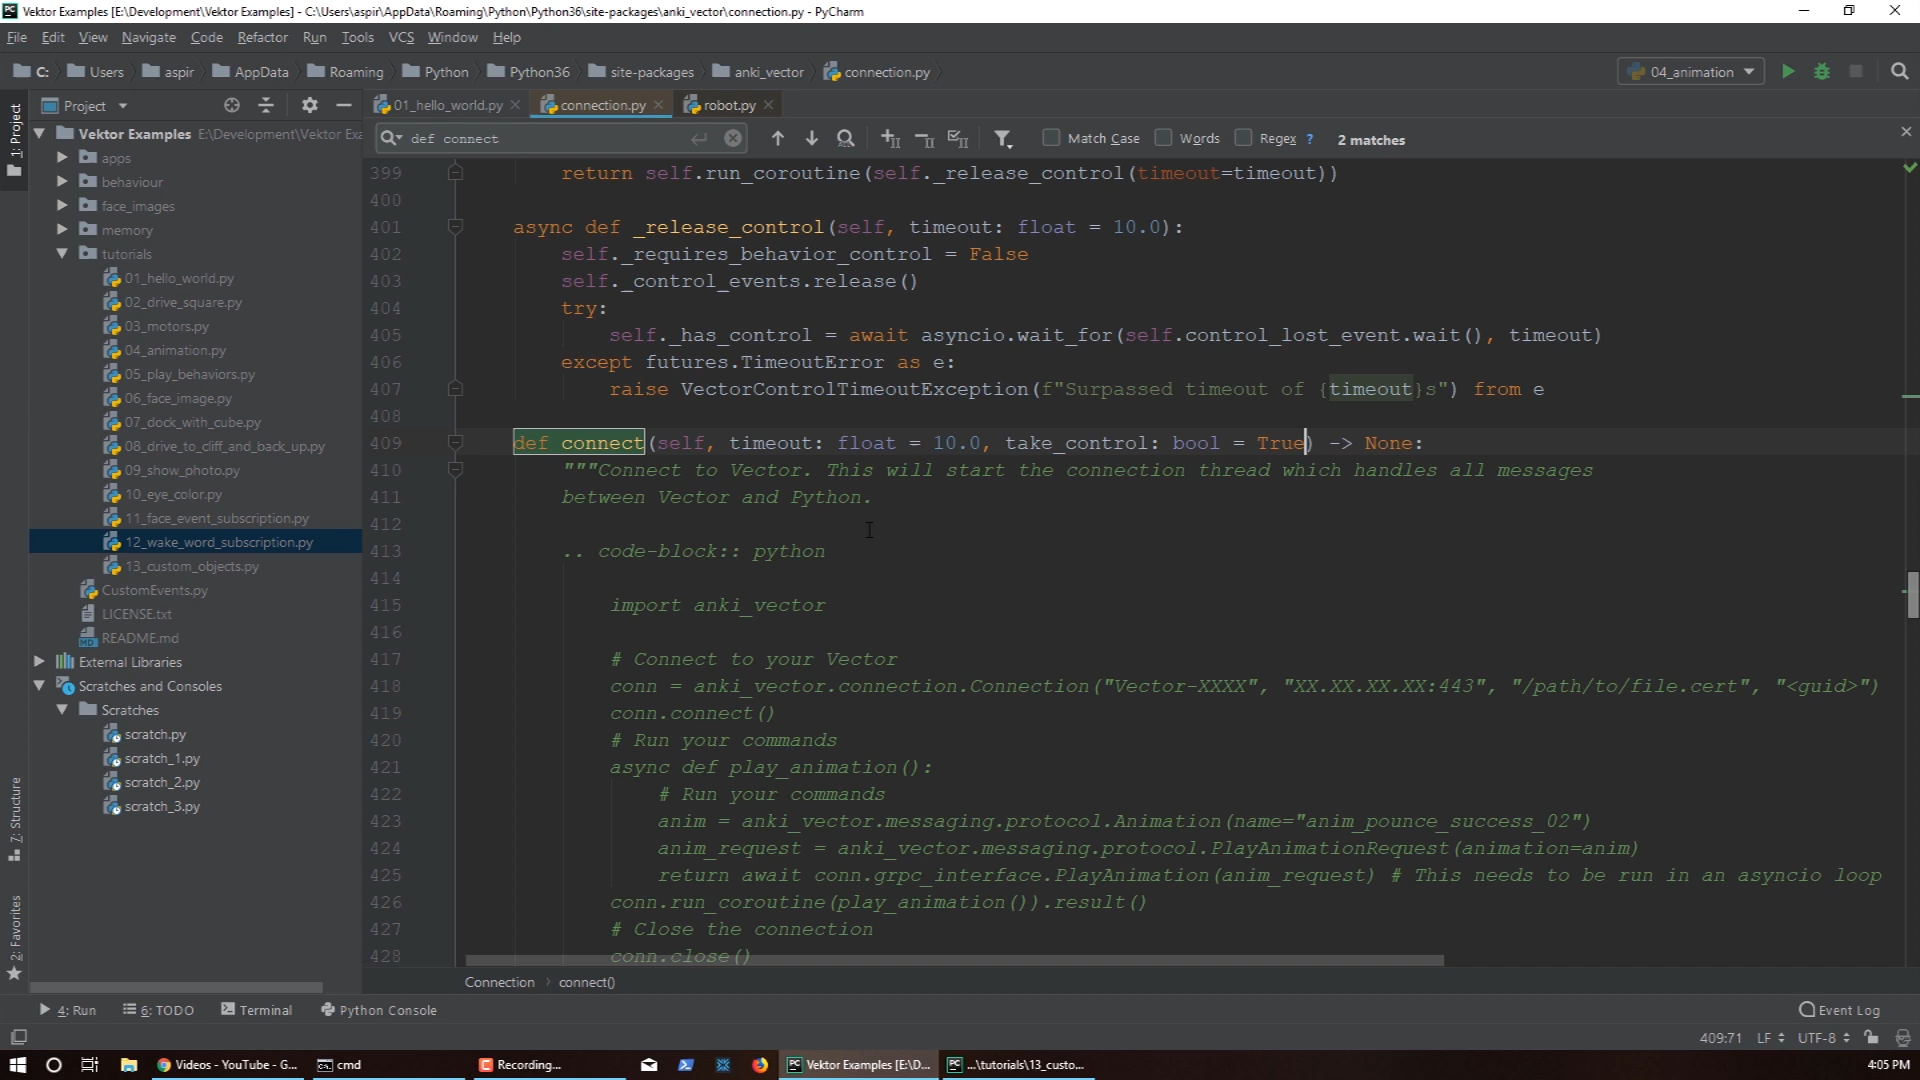 Vektor Examples [E:\Development\Vektor Examples] - C:\Users\aspir\AppData\Roaming\Python\Python36\site-packages\anki_vector\connection.py - PyCharm
File Edit View Navigate Code Refactor Run Tools VCS Window Help
C: Users aspir AppData Roaming Python Python36 site-packages anki_vector connection.py 04_animation
Project 01_hello_world.py connection.py robot.py
def connect Match Case Words Regex ? 2 matches
1: Project
Vektor Examples E:\Development\Vektor Exa
apps
behaviour
face_images
memory
tutorials
01_hello_world.py
02_drive_square.py
03_motors.py
04_animation.py
05_play_behaviors.py
06_face_image.py
07_dock_with_cube.py
08_drive_to_cliff_and_back_up.py
09_show_photo.py
10_eye_color.py
11_face_event_subscription.py
12_wake_word_subscription.py
13_custom_objects.py
CustomEvents.py
LICENSE.txt
README.md
External Libraries
Scratches and Consoles
Scratches
scratch.py
scratch_1.py
scratch_2.py
scratch_3.py
7: Structure
2: Favorites
399 return self.run_coroutine(self._release_control(timeout=timeout))
400
401 async def _release_control(self, timeout: float = 10.0):
402 self._requires_behavior_control = False
403 self._control_events.release()
404 try:
405 self._has_control = await asyncio.wait_for(self.control_lost_event.wait(), timeout)
406 except futures.TimeoutError as e:
407 raise VectorControlTimeoutException(f"Surpassed timeout of {timeout}s") from e
408
409 def connect(self, timeout: float = 10.0, take_control: bool = True) -> None:
410 """Connect to Vector. This will start the connection thread which handles all messages
411 between Vector and Python.
412
413 .. code-block:: python
414
415 import anki_vector
416
417 # Connect to your Vector
418 conn = anki_vector.connection.Connection("Vector-XXXX", "XX.XX.XX.XX:443", "/path/to/file.cert", "<guid>")
419 conn.connect()
420 # Run your commands
421 async def play_animation():
422 # Run your commands
423 anim = anki_vector.messaging.protocol.Animation(name="anim_pounce_success_02")
424 anim_request = anki_vector.messaging.protocol.PlayAnimationRequest(animation=anim)
425 return await conn.grpc_interface.PlayAnimation(anim_request) # This needs to be run in an asyncio loop
426 conn.run_coroutine(play_animation()).result()
427 # Close the connection
428 conn.close()
Connection connect()
4: Run 6: TODO Terminal Python Console Event Log
409:71 LF UTF-8
Videos - YouTube - G... cmd Recording... Vektor Examples [E:\D... ...\tutorials\13_custo... 4:05 PM